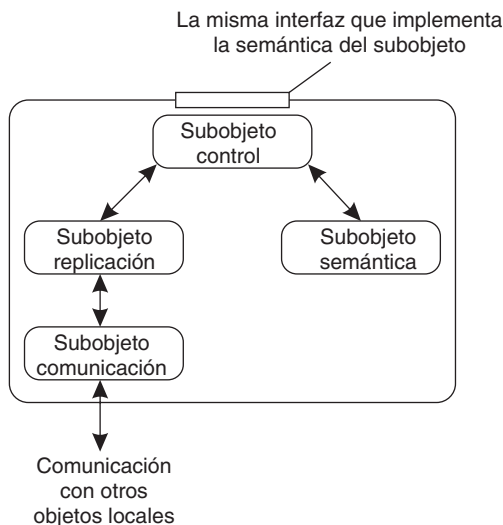 La misma interfaz que implementa
la semántica del subobjeto
Subobjeto
control
Subobjeto
replicación
Subobjeto
semántica
Subobjeto
comunicación
Comunicación
con otros
objetos locales